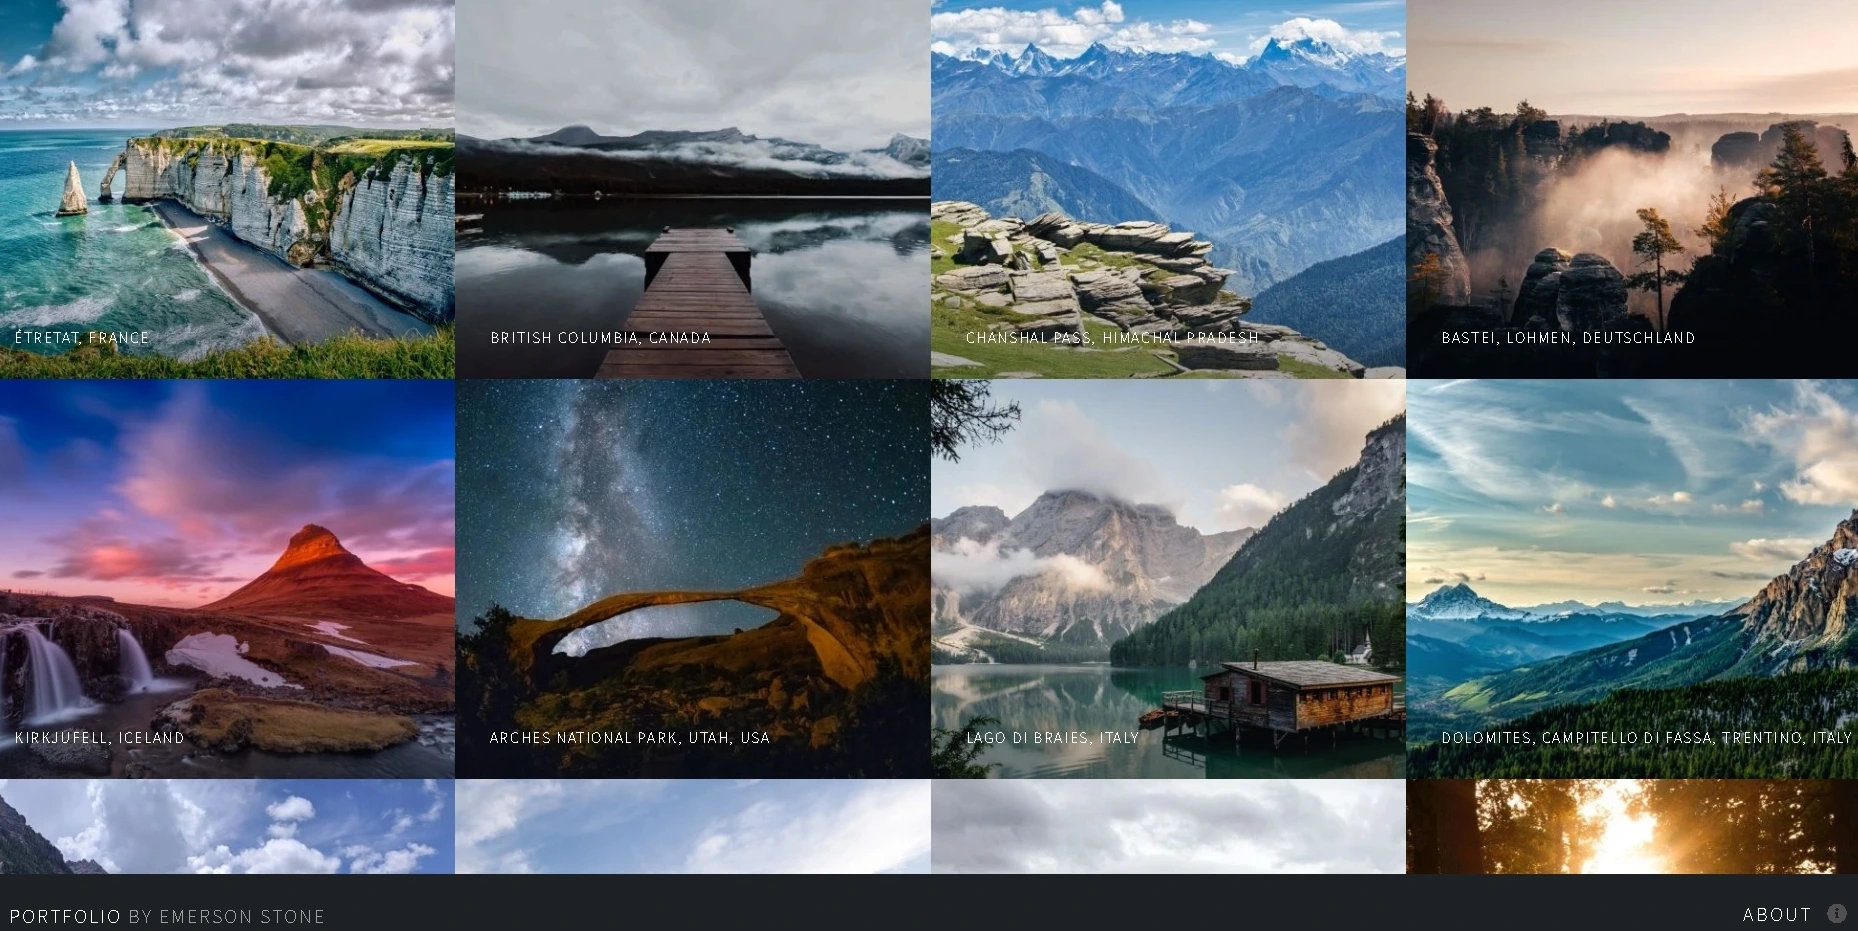 ÉTRETAT, FRANCE
BRITISH COLUMBIA, CANADA
CHANSHAL PASS, HIMACHAL PRADESH
BASTEI, LOHMEN, DEUTSCHLAND
KIRKJUFELL, ICELAND
ARCHES NATIONAL PARK, UTAH, USA
LAGO DI BRAIES, ITALY
DOLOMITES, CAMPITELLO DI FASSA, TRENTINO, ITALY
PORTFOLIO BY EMERSON STONE
ABOUT